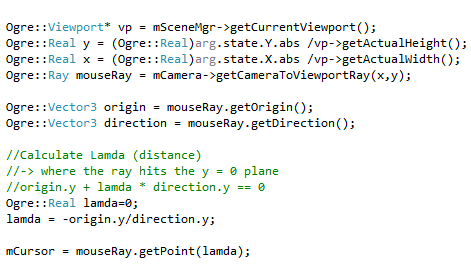 Ogre::Viewport* vp = mSceneMgr->getCurrentViewport();
Ogre::Real y = (Ogre::Real)arg.state.Y.abs /vp->getActualHeight();
Ogre::Real x = (Ogre::Real)arg.state.X.abs /vp->getActualWidth();
Ogre::Ray mouseRay = mCamera->getCameraToViewportRay(x,y);
Ogre::Vector3 origin = mouseRay.getOrigin();
Ogre::Vector3 direction = mouseRay.getDirection();
//Calculate Lamda (distance)
//-> where the ray hits the y = 0 plane
//origin.y + lamda * direction.y == 0
Ogre::Real lamda=0;
lamda = -origin.y/direction.y;
mCursor = mouseRay.getPoint(lamda);